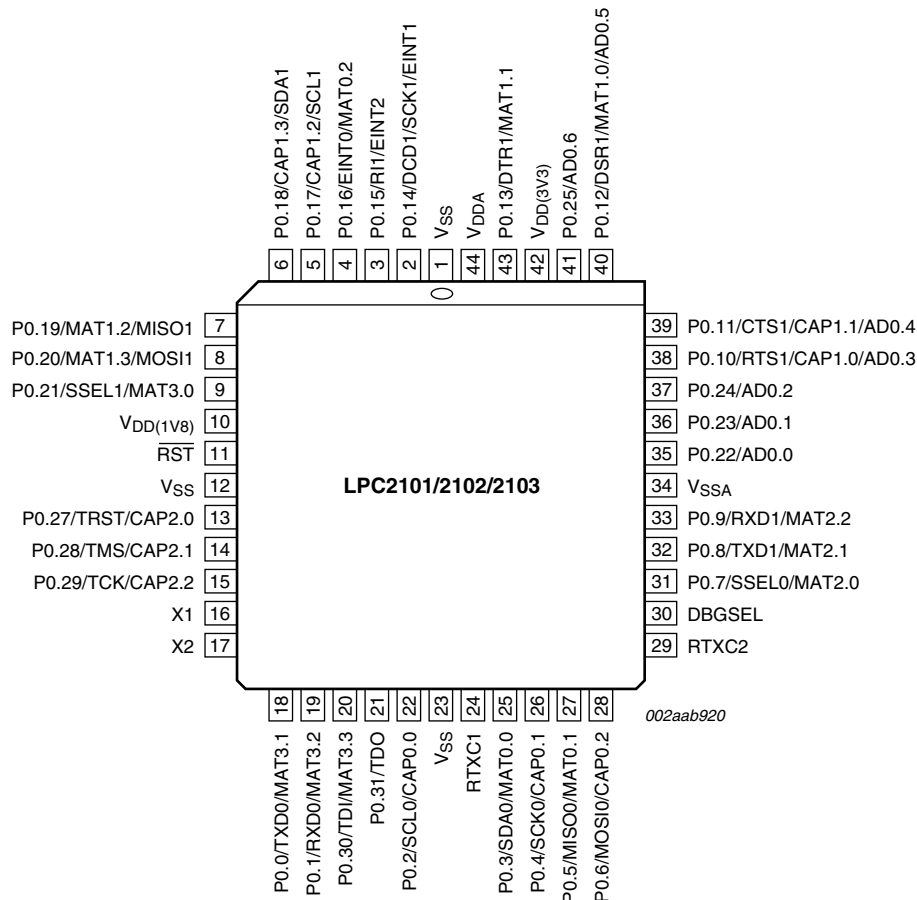 P0.18/CAP1.3/SDA1
P0.17/CAP1.2/SCL1
P0.16/EINT0/MAT0.2
P0.15/RI1/EINT2
P0.14/DCD1/SCK1/EINT1
VSS
VDDA
P0.13/DTR1/MAT1.1
VDD(3V3)
P0.25/AD0.6
P0.12/DSR1/MAT1.0/AD0.5
6
5
4
3
2
1
44
43
42
41
40
P0.19/MAT1.2/MISO1 7
P0.20/MAT1.3/MOSI1 8
P0.21/SSEL1/MAT3.0 9
VDD(1V8) 10
RST 11
VSS 12
P0.27/TRST/CAP2.0 13
P0.28/TMS/CAP2.1 14
P0.29/TCK/CAP2.2 15
X1 16
X2 17
LPC2101/2102/2103
39 P0.11/CTS1/CAP1.1/AD0.4
38 P0.10/RTS1/CAP1.0/AD0.3
37 P0.24/AD0.2
36 P0.23/AD0.1
35 P0.22/AD0.0
34 VSSA
33 P0.9/RXD1/MAT2.2
32 P0.8/TXD1/MAT2.1
31 P0.7/SSEL0/MAT2.0
30 DBGSEL
29 RTXC2
18
19
20
21
22
23
24
25
26
27
28
P0.0/TXD0/MAT3.1
P0.1/RXD0/MAT3.2
P0.30/TDI/MAT3.3
P0.31/TDO
P0.2/SCL0/CAP0.0
VSS
RTXC1
P0.3/SDA0/MAT0.0
P0.4/SCK0/CAP0.1
P0.5/MISO0/MAT0.1
P0.6/MOSI0/CAP0.2
002aab920